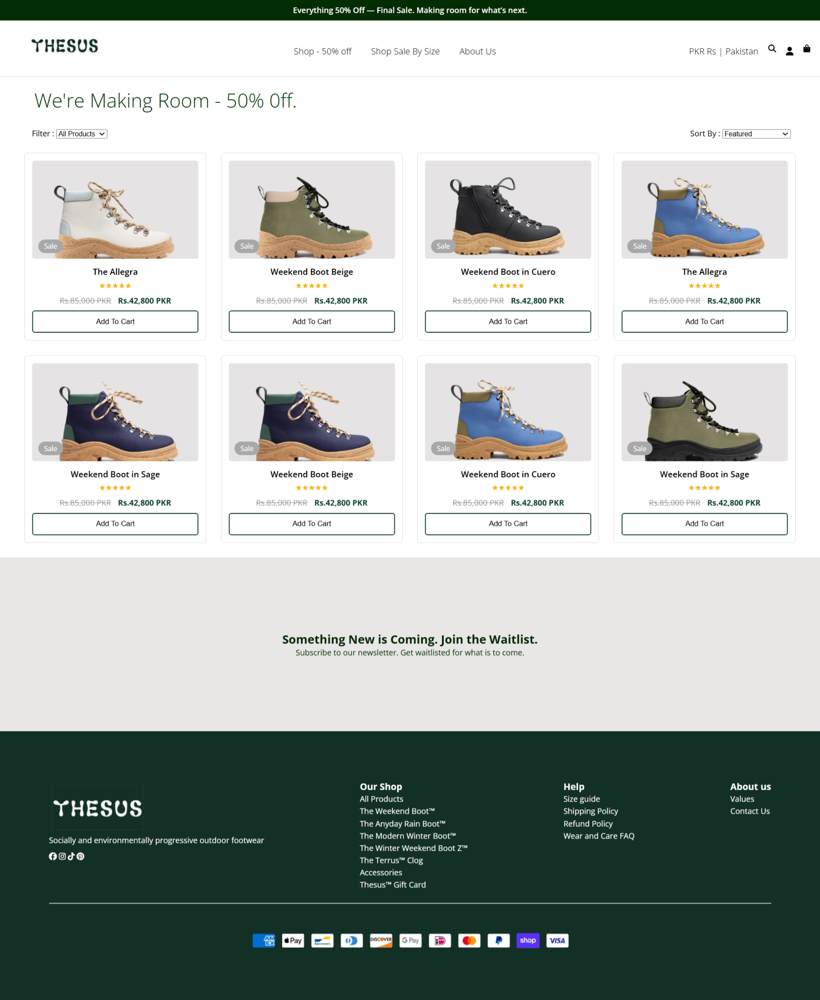 Everything 50% Off — Final Sale. Making room for what's next.
THESUS
Shop - 50% off Shop Sale By Size About Us
PKR Rs | Pakistan
We're Making Room - 50% 0ff.
Filter : All Products
Sort By : Featured
Sale Sale Sale Sale
The Allegra Weekend Boot Beige Weekend Boot in Cuero The Allegra
★★★★★ ★★★★★ ★★★★★ ★★★★★
Rs.85,000 PKR Rs.42,800 PKR Rs.85,000 PKR Rs.42,800 PKR Rs.85,000 PKR Rs.42,800 PKR Rs.85,000 PKR Rs.42,800 PKR
Add To Cart Add To Cart Add To Cart Add To Cart
Sale Sale Sale Sale
Weekend Boot in Sage Weekend Boot Beige Weekend Boot in Cuero Weekend Boot in Sage
★★★★★ ★★★★★ ★★★★★ ★★★★★
Rs.85,000 PKR Rs.42,800 PKR Rs.85,000 PKR Rs.42,800 PKR Rs.85,000 PKR Rs.42,800 PKR Rs.85,000 PKR Rs.42,800 PKR
Add To Cart Add To Cart Add To Cart Add To Cart
Something New is Coming. Join the Waitlist.
Subscribe to our newsletter. Get waitlisted for what is to come.
THESUS
Socially and environmentally progressive outdoor footwear
Our Shop
All Products
The Weekend Boot™
The Anyday Rain Boot™
The Modern Winter Boot™
The Winter Weekend Boot Z™
The Terrus™ Clog
Accessories
Thesus™ Gift Card
Help
Size guide
Shipping Policy
Refund Policy
Wear and Care FAQ
About us
Values
Contact Us
AMEX Pay Bancontact DISCOVER G Pay iDEAL shop VISA